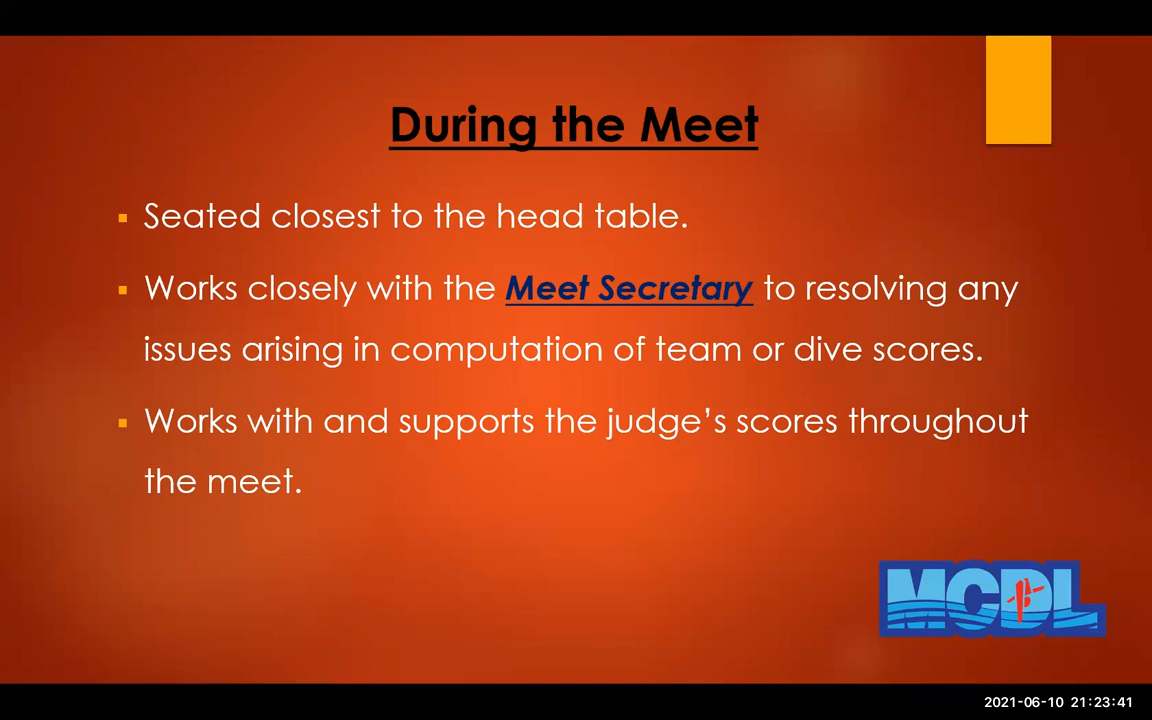 During the Meet
▪ Seated closest to the head table.
▪ Works closely with the Meet Secretary to resolving any
issues arising in computation of team or dive scores.
▪ Works with and supports the judge’s scores throughout
the meet.
MCDL
2021-06-10 21:23:41